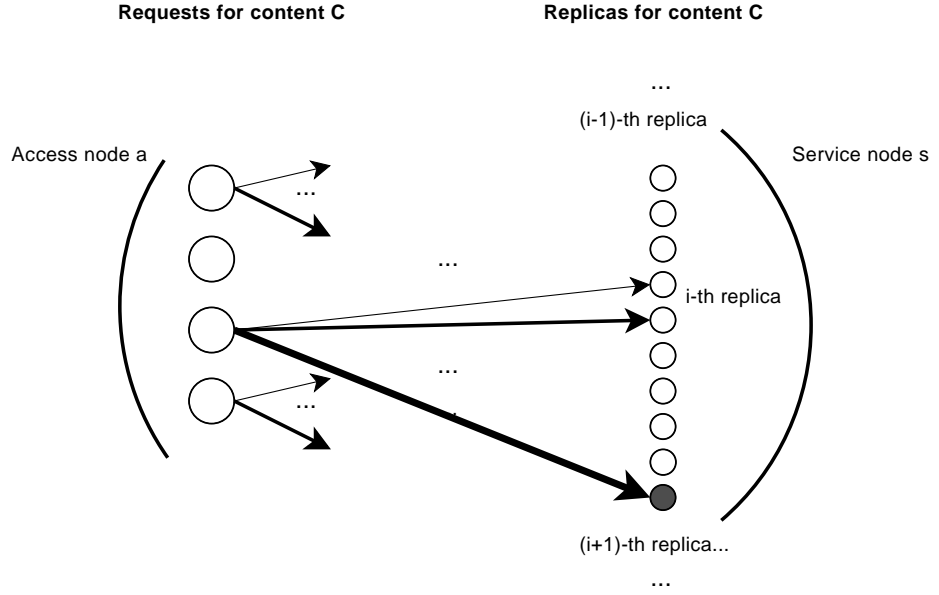 Requests for content C
Replicas for content C
...
(i-1)-th replica
Access node a
Service node s
...
...
i-th replica
...
...
(i+1)-th replica...
...